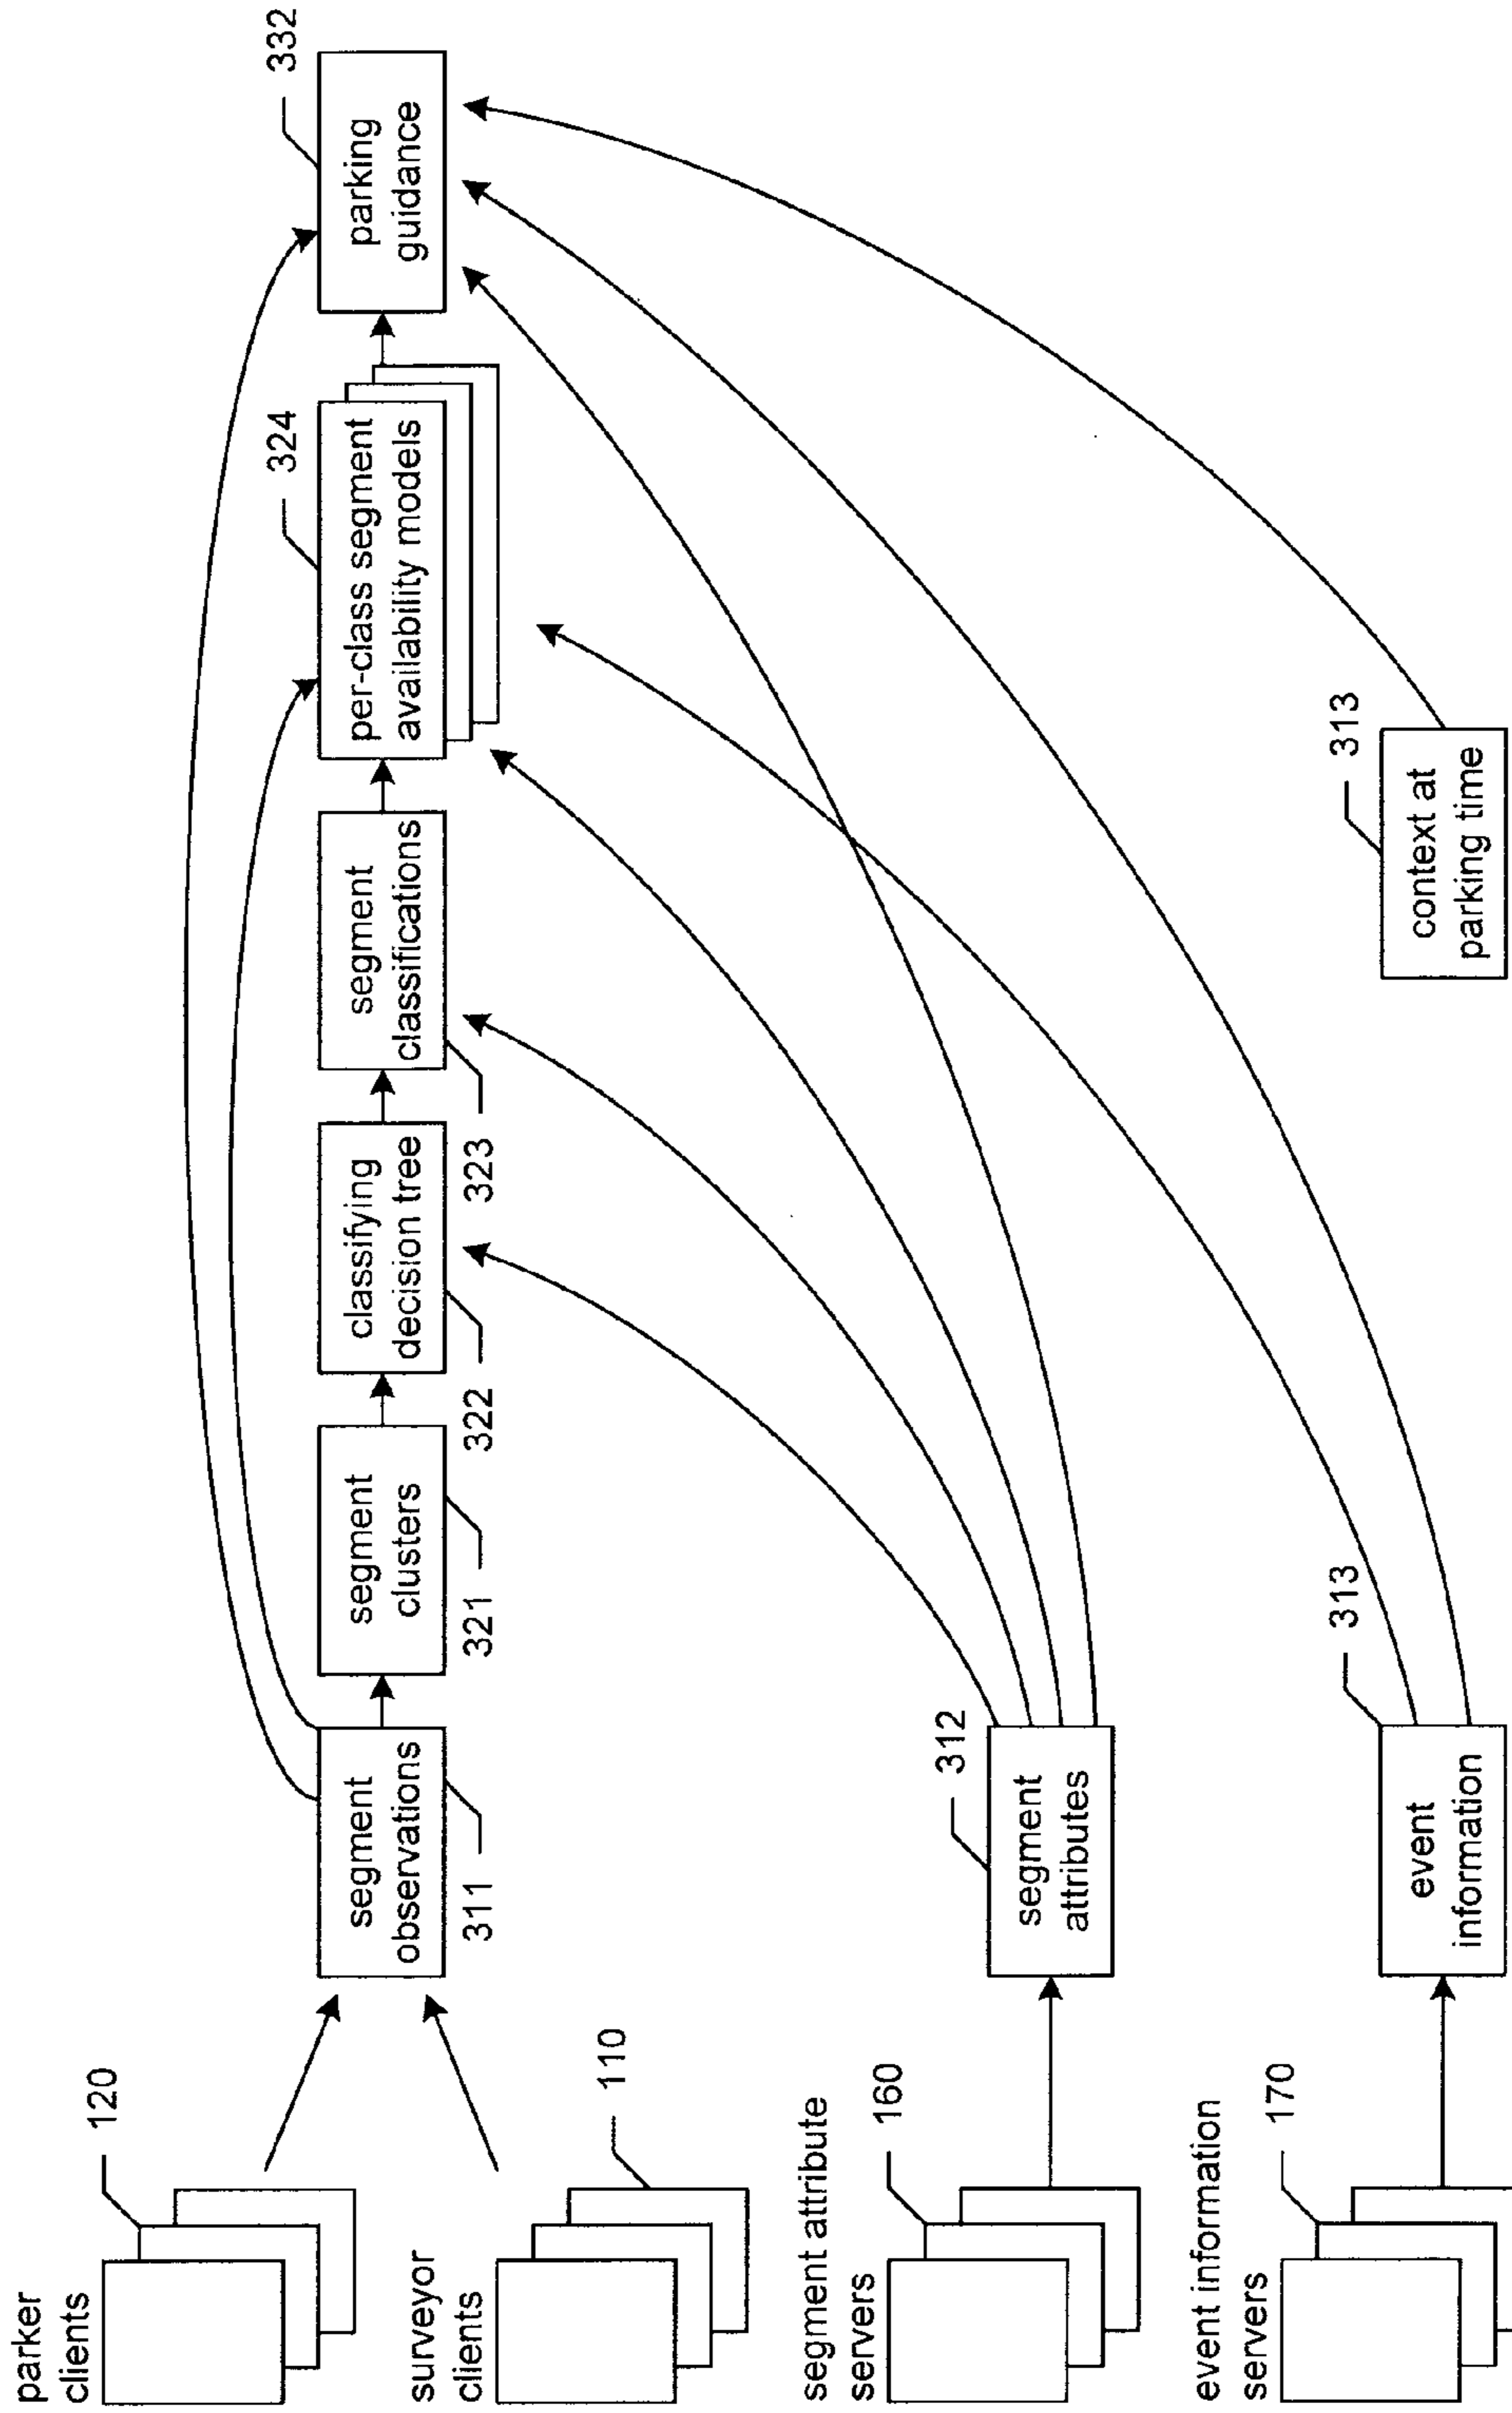 parker
clients
120
surveyor
clients
110
segment attribute
servers
160
event information
servers
170
segment
observations
311
segment
clusters
321
classifying
decision tree
322
segment
classifications
323
per-class segment
availability models
324
parking
guidance
332
segment
attributes
312
event
information
313
context at
parking time
313